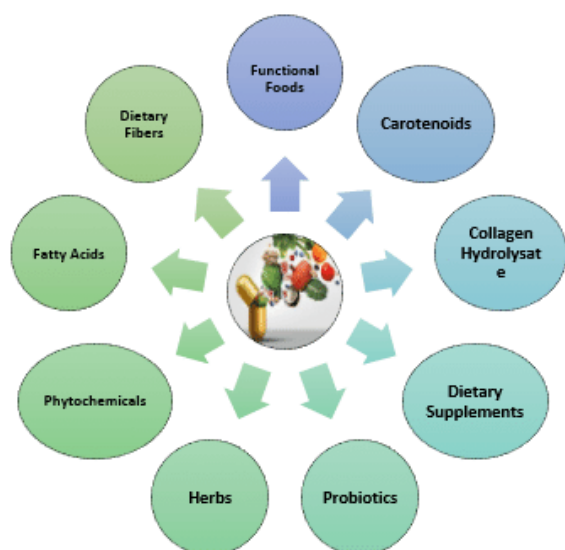 Functional
Foods
Carotenoids
Collagen
Hydrolysat
e
Dietary
Supplements
Probiotics
Herbs
Phytochemicals
Fatty Acids
Dietary
Fibers